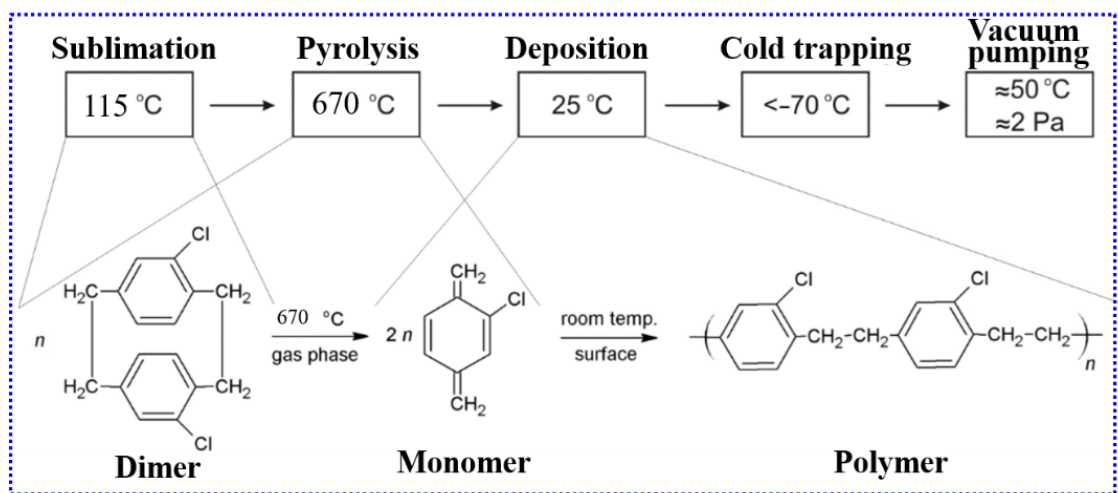 Sublimation
Pyrolysis
Deposition
Cold trapping
Vacuum
pumping
115 °C
670 °C
25 °C
<-70 °C
≈50 °C
≈2 Pa
Cl
H₂C
CH₂
n
H₂C
CH₂
Cl
670 °C
gas phase
2 n
CH₂
Cl
CH₂
room temp.
surface
Cl
CH₂-CH₂
Cl
CH₂-CH₂
n
Dimer
Monomer
Polymer